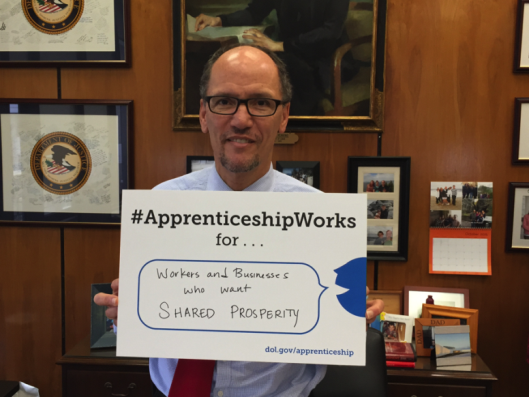 #ApprenticeshipWorks
for . . .
Workers and Businesses
who want
SHARED PROSPERITY
dol.gov/apprenticeship